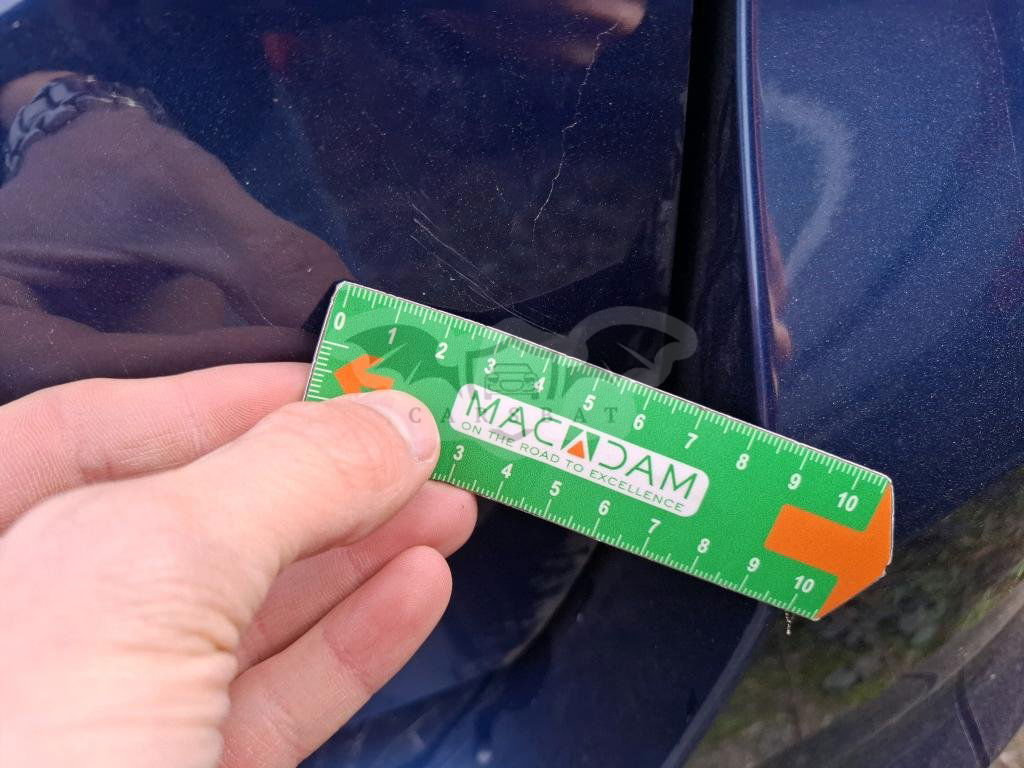 0 1 2 3 4 5 6 7 8 9 10
CARSBAT
MACADAM
ON THE ROAD TO EXCELLENCE
3 4 5 6 7 8 9 10